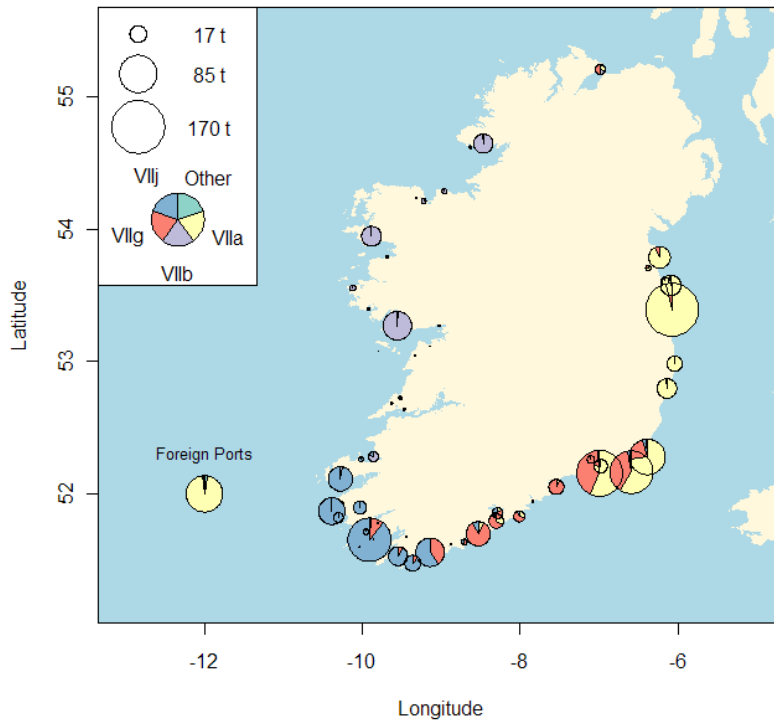 17 t
85 t
170 t
VIIj Other
VIIg VIIa
VIIb
Foreign Ports
Latitude
55
54
53
52
-12 -10 -8 -6
Longitude